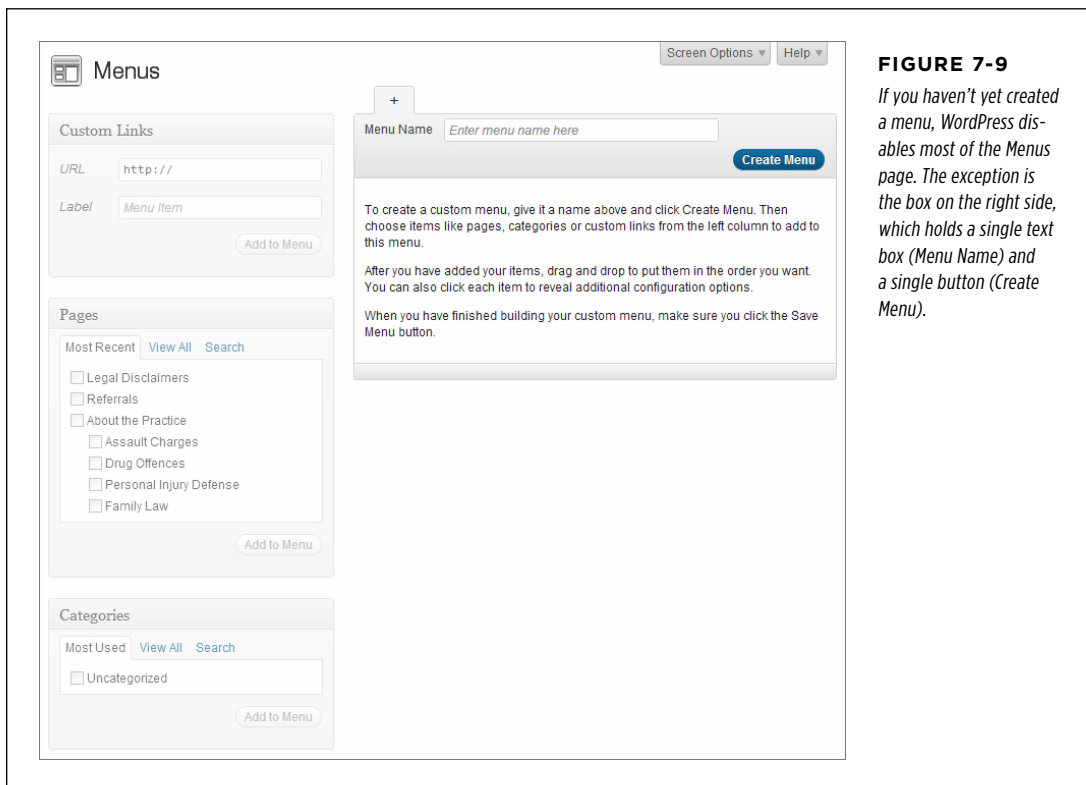 Screen Options
Help
Menus
+
Custom Links
URL
http://
Label
Menu Item
Add to Menu
Pages
Most Recent View All Search
Legal Disclaimers
Referrals
About the Practice
Assault Charges
Drug Offences
Personal Injury Defense
Family Law
Add to Menu
Categories
Most Used View All Search
Uncategorized
Add to Menu
Menu Name
Enter menu name here
Create Menu
To create a custom menu, give it a name above and click Create Menu. Then
choose items like pages, categories or custom links from the left column to add to
this menu.
After you have added your items, drag and drop to put them in the order you want.
You can also click each item to reveal additional configuration options.
When you have finished building your custom menu, make sure you click the Save
Menu button.
FIGURE 7-9
If you haven't yet created
a menu, WordPress dis-
ables most of the Menus
page. The exception is
the box on the right side,
which holds a single text
box (Menu Name) and
a single button (Create
Menu).